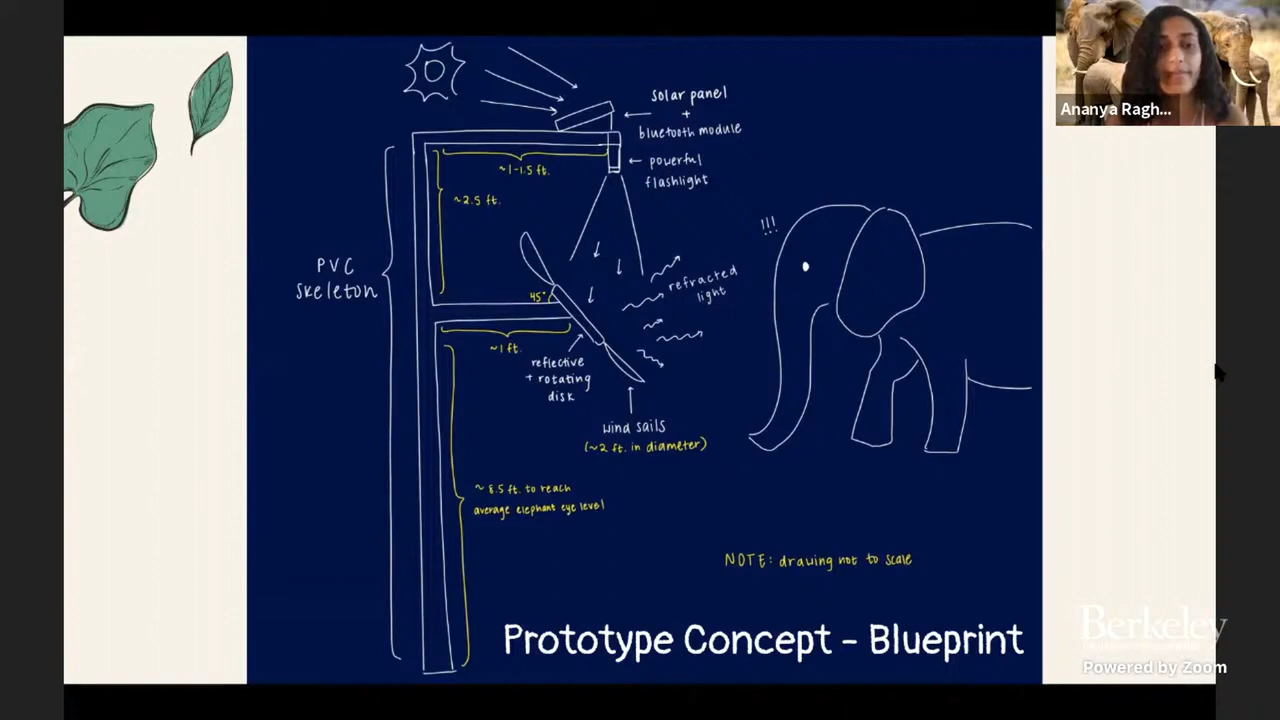 Ananya Ragh...
solar panel
+
bluetooth module
powerful
flashlight
~1-1.5 ft.
~2.5 ft.
!!!
PVC
skeleton
refracted
light
45°
~1 ft.
reflective
+ rotating
disk
wind sails
(~2 ft. in diameter)
~ 8.5 ft. to reach
average elephant eye level
NOTE: drawing not to scale
Prototype Concept - Blueprint
Berkeley
Powered by Zoom